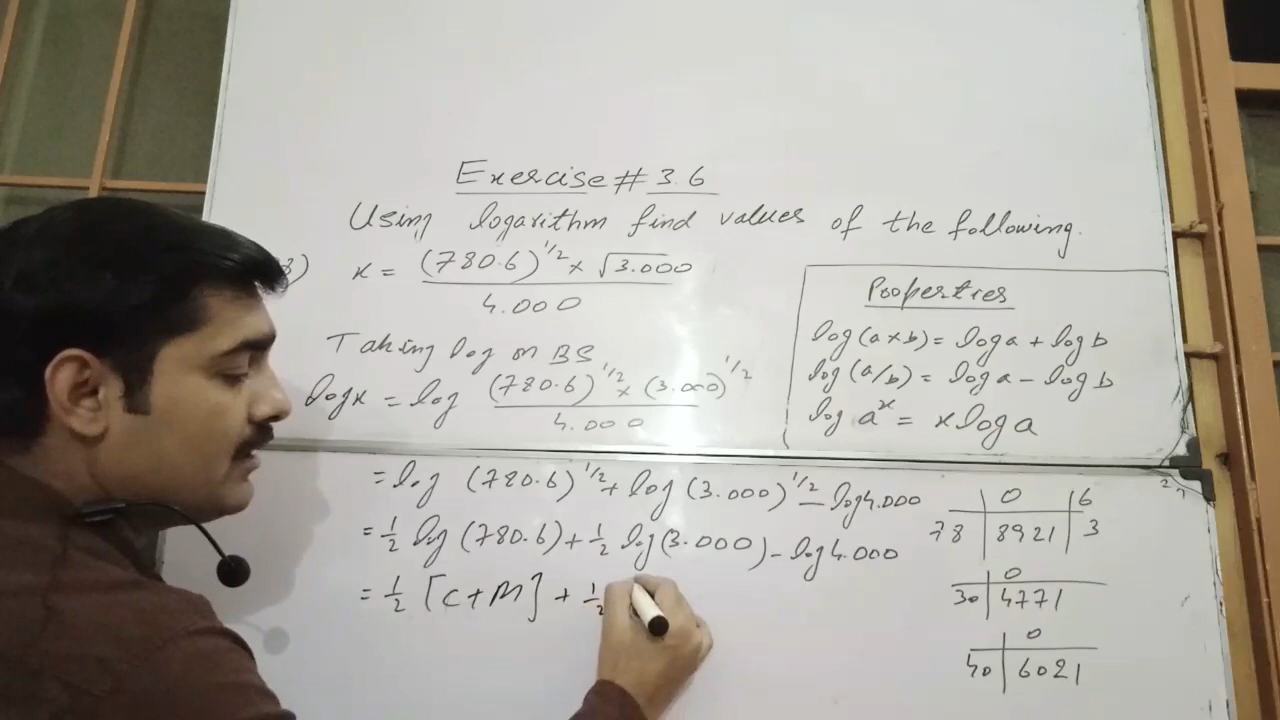 Exercise # 3.6
Using logarithm find values of the following.
3) x = (780.6)^1/2 × √3.000 / 4.000
Taking log on BS
log x = log (780.6)^1/2 × (3.000)^1/2 / 4.000
= log (780.6)^1/2 + log (3.000)^1/2 – log 4.000
= 1/2 log (780.6) + 1/2 log (3.000) – log 4.000
= 1/2 [C + M] + 1/2
Properties
log (a × b) = log a + log b
log (a/b) = log a – log b
log a^x = x log a
0 6
78 8921 3
0
30 4771
0
40 6021